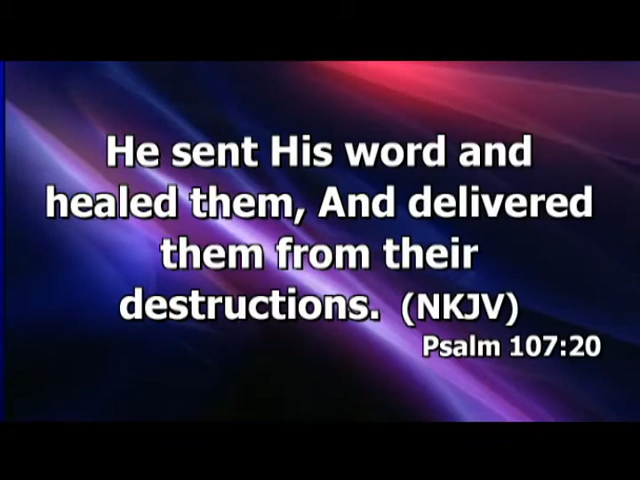 He sent His word and
healed them, And delivered
them from their
destructions. (NKJV)
Psalm 107:20